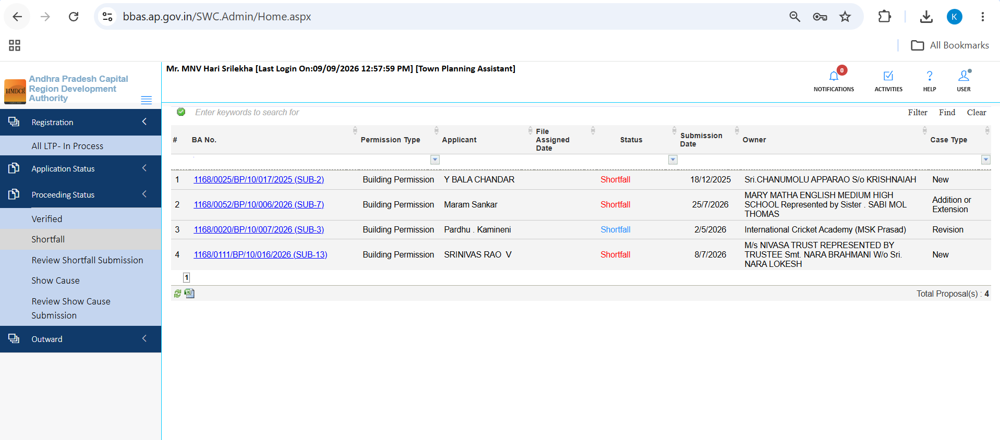 bbas.ap.gov.in/SWC.Admin/Home.aspx
K
All Bookmarks
BIMDCR
Andhra Pradesh Capital
Region Development
Authority
Mr. MNV Hari Srilekha [Last Login On:09/09/2026 12:57:59 PM] [Town Planning Assistant]
0
NOTIFICATIONS ACTIVITIES HELP USER
Registration
All LTP- In Process
Application Status
Proceeding Status
Verified
Shortfall
Review Shortfall Submission
Show Cause
Review Show Cause
Submission
Outward
Enter keywords to search for
Filter Find Clear
# BA No. Permission Type Applicant File Assigned Date Status Submission Date Owner Case Type
1 1168/0025/BP/10/017/2025 (SUB-2) Building Permission Y BALA CHANDAR Shortfall 18/12/2025 Sri.CHANUMOLU APPARAO S/o KRISHNAIAH New
2 1168/0052/BP/10/006/2026 (SUB-7) Building Permission Maram Sankar Shortfall 25/7/2026 MARY MATHA ENGLISH MEDIUM HIGH SCHOOL Represented by Sister . SABI MOL THOMAS Addition or Extension
3 1168/0020/BP/10/007/2026 (SUB-3) Building Permission Pardhu . Kamineni Shortfall 2/5/2026 International Cricket Academy (MSK Prasad) Revision
4 1168/0111/BP/10/016/2026 (SUB-13) Building Permission SRINIVAS RAO V Shortfall 8/7/2026 M/s NIVASA TRUST REPRESENTED BY TRUSTEE Smt. NARA BRAHMANI W/o Sri. NARA LOKESH New
1
Total Proposal(s) : 4